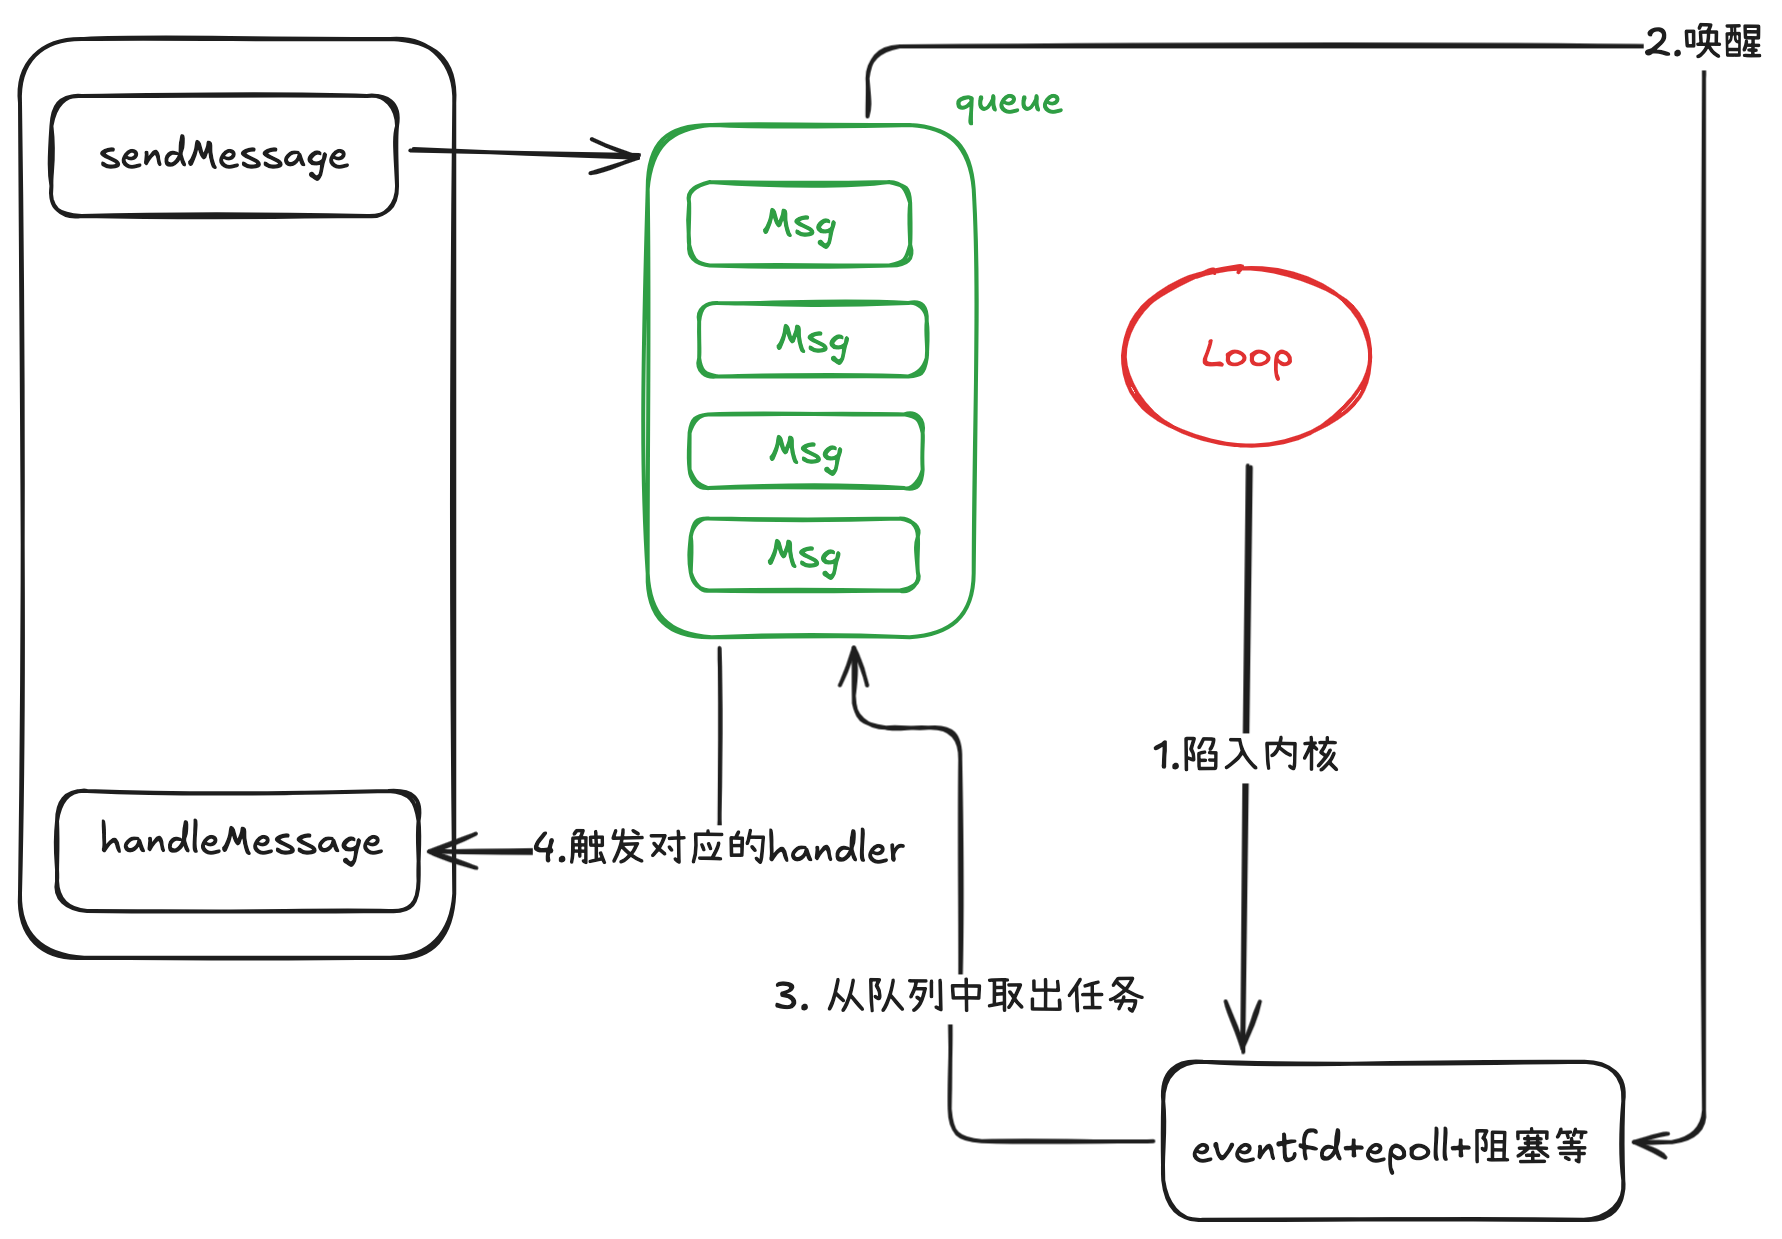 2.唤醒
queue
sendMessage
Msg
Msg
Loop
Msg
Msg
1.陷入内核
handleMessage
4.触发对应的handler
3. 从队列中取出任务
eventfd+epoll+阻塞等